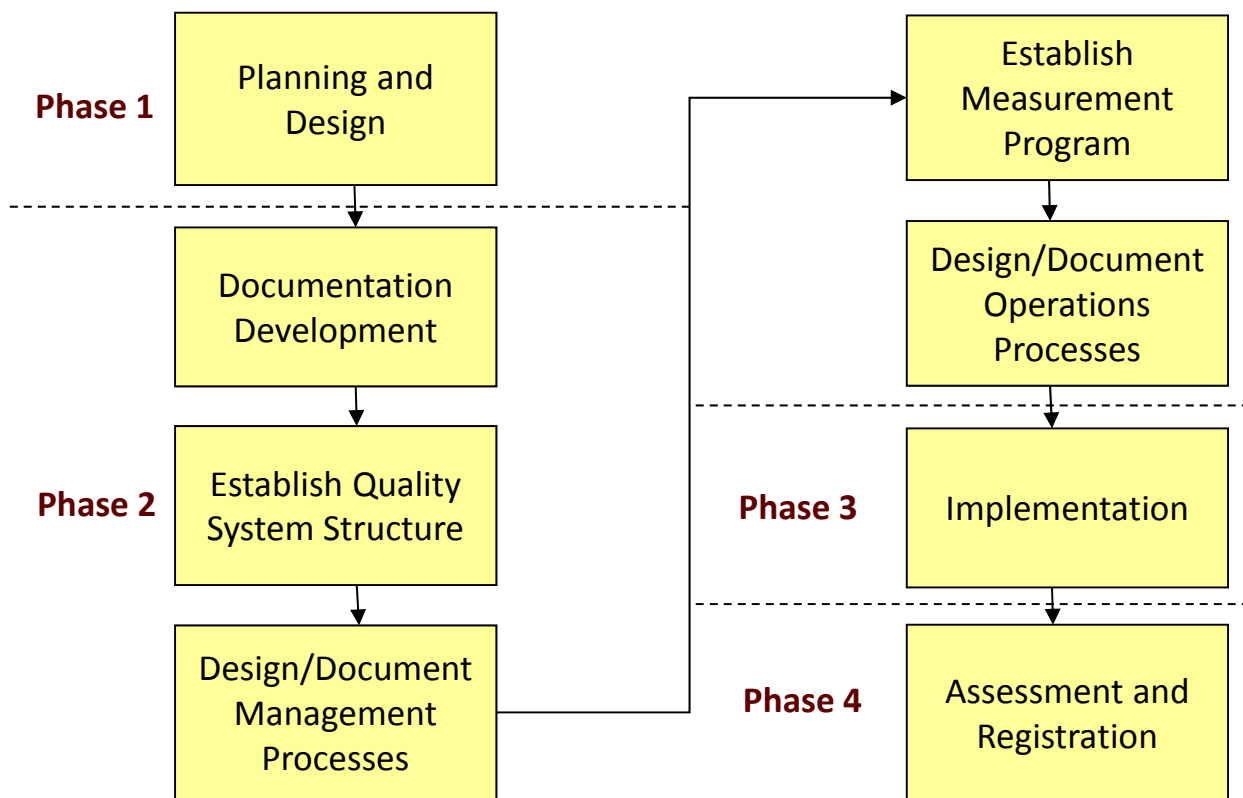 Phase 1
Planning and
Design
Documentation
Development
Phase 2
Establish Quality
System Structure
Design/Document
Management
Processes
Establish
Measurement
Program
Design/Document
Operations
Processes
Phase 3
Implementation
Phase 4
Assessment and
Registration